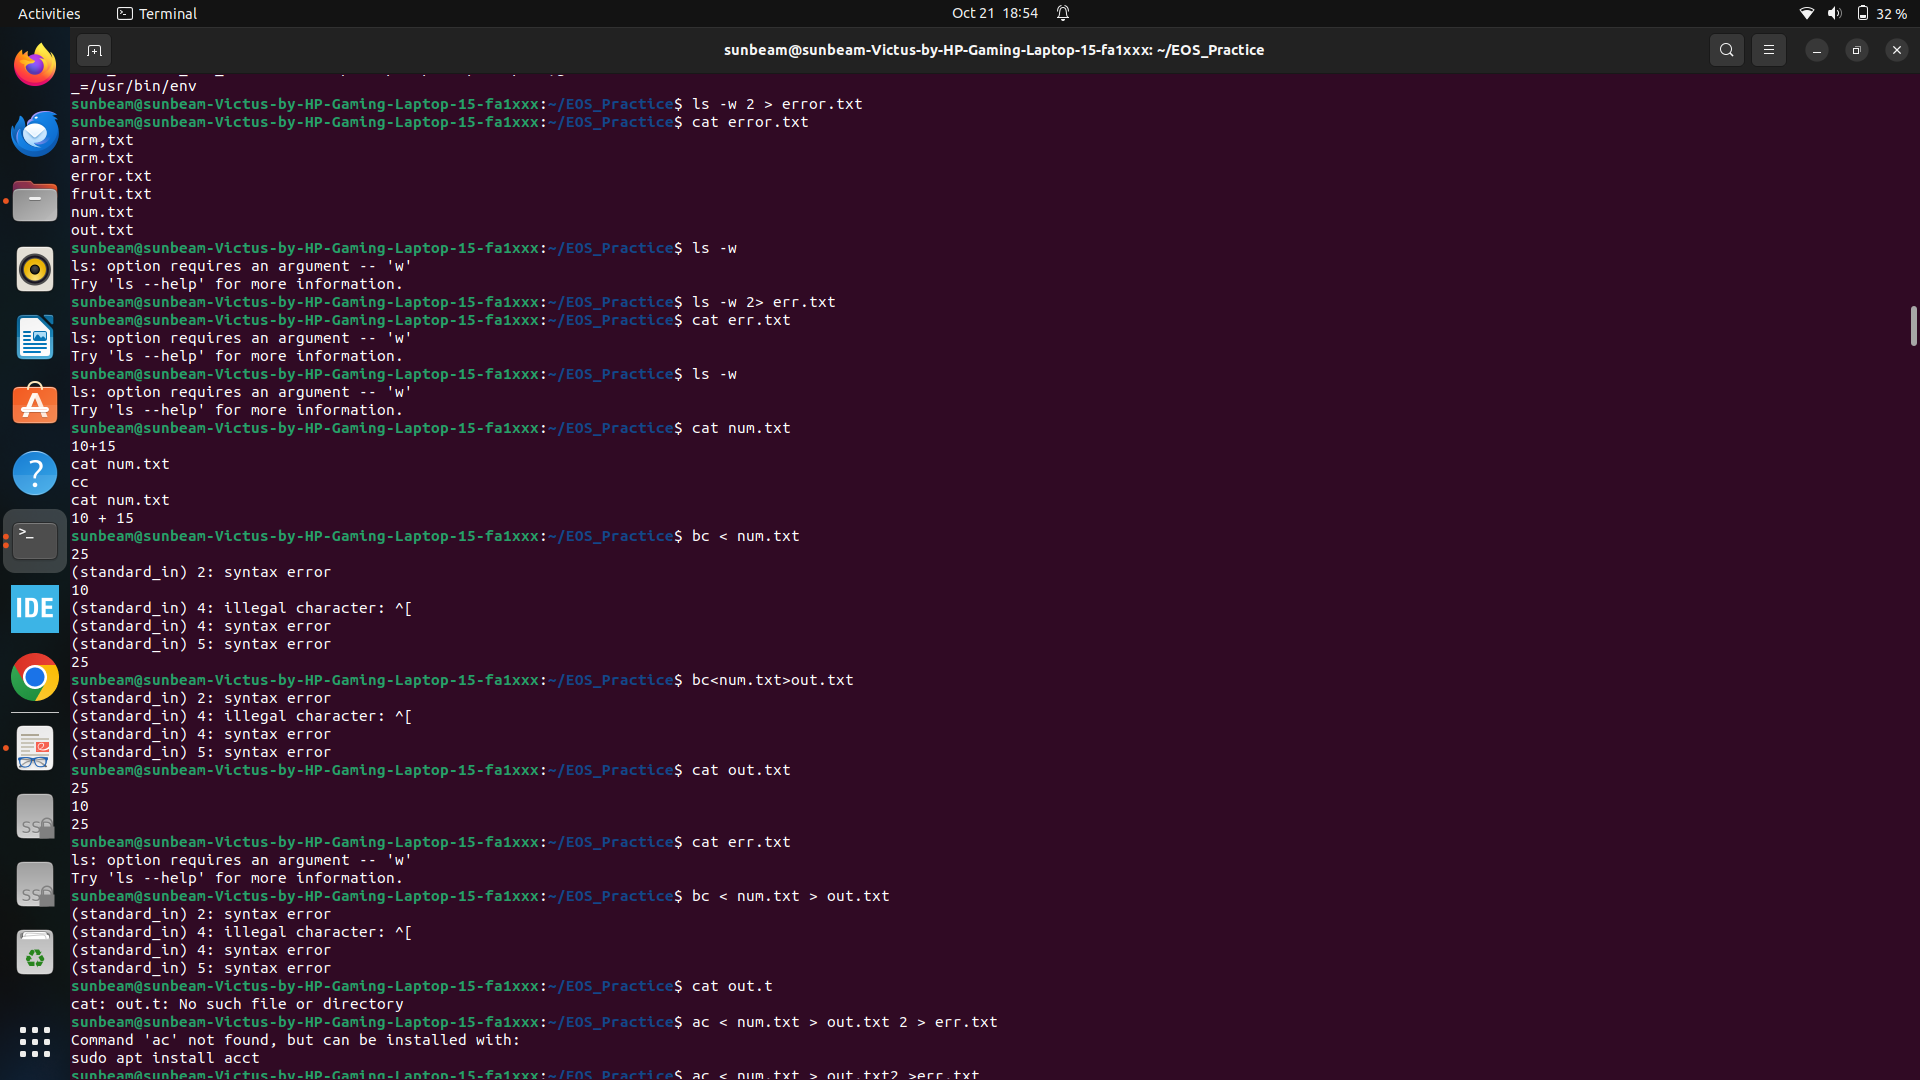 Activities
Terminal
Oct 21 18:54
32 %
sunbeam@sunbeam-Victus-by-HP-Gaming-Laptop-15-fa1xxx: ~/EOS_Practice
_=/usr/bin/env
sunbeam@sunbeam-Victus-by-HP-Gaming-Laptop-15-fa1xxx:~/EOS_Practice$ ls -w 2 > error.txt
sunbeam@sunbeam-Victus-by-HP-Gaming-Laptop-15-fa1xxx:~/EOS_Practice$ cat error.txt
arm,txt
arm.txt
error.txt
fruit.txt
num.txt
out.txt
sunbeam@sunbeam-Victus-by-HP-Gaming-Laptop-15-fa1xxx:~/EOS_Practice$ ls -w
ls: option requires an argument -- 'w'
Try 'ls --help' for more information.
sunbeam@sunbeam-Victus-by-HP-Gaming-Laptop-15-fa1xxx:~/EOS_Practice$ ls -w 2> err.txt
sunbeam@sunbeam-Victus-by-HP-Gaming-Laptop-15-fa1xxx:~/EOS_Practice$ cat err.txt
ls: option requires an argument -- 'w'
Try 'ls --help' for more information.
sunbeam@sunbeam-Victus-by-HP-Gaming-Laptop-15-fa1xxx:~/EOS_Practice$ ls -w
ls: option requires an argument -- 'w'
Try 'ls --help' for more information.
sunbeam@sunbeam-Victus-by-HP-Gaming-Laptop-15-fa1xxx:~/EOS_Practice$ cat num.txt
10+15
cat num.txt
cc
cat num.txt
10 + 15
sunbeam@sunbeam-Victus-by-HP-Gaming-Laptop-15-fa1xxx:~/EOS_Practice$ bc < num.txt
25
(standard_in) 2: syntax error
10
(standard_in) 4: illegal character: ^[
(standard_in) 4: syntax error
(standard_in) 5: syntax error
25
sunbeam@sunbeam-Victus-by-HP-Gaming-Laptop-15-fa1xxx:~/EOS_Practice$ bc<num.txt>out.txt
(standard_in) 2: syntax error
(standard_in) 4: illegal character: ^[
(standard_in) 4: syntax error
(standard_in) 5: syntax error
sunbeam@sunbeam-Victus-by-HP-Gaming-Laptop-15-fa1xxx:~/EOS_Practice$ cat out.txt
25
10
25
sunbeam@sunbeam-Victus-by-HP-Gaming-Laptop-15-fa1xxx:~/EOS_Practice$ cat err.txt
ls: option requires an argument -- 'w'
Try 'ls --help' for more information.
sunbeam@sunbeam-Victus-by-HP-Gaming-Laptop-15-fa1xxx:~/EOS_Practice$ bc < num.txt > out.txt
(standard_in) 2: syntax error
(standard_in) 4: illegal character: ^[
(standard_in) 4: syntax error
(standard_in) 5: syntax error
sunbeam@sunbeam-Victus-by-HP-Gaming-Laptop-15-fa1xxx:~/EOS_Practice$ cat out.t
cat: out.t: No such file or directory
sunbeam@sunbeam-Victus-by-HP-Gaming-Laptop-15-fa1xxx:~/EOS_Practice$ ac < num.txt > out.txt 2 > err.txt
Command 'ac' not found, but can be installed with:
sudo apt install acct
sunbeam@sunbeam-Victus-by-HP-Gaming-Laptop-15-fa1xxx:~/EOS_Practice$ ac < num.txt > out.txt2 >err.txt
IDE
SS
SS